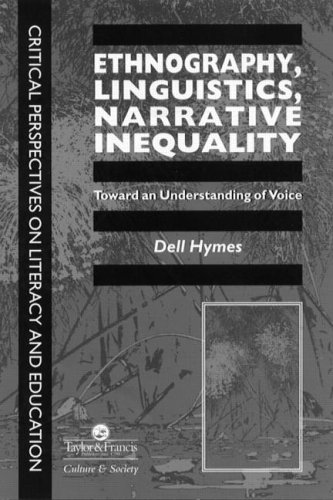 CRITICAL PERSPECTIVES ON LITERACY AND EDUCATION
ETHNOGRAPHY,
LINGUISTICS,
NARRATIVE
INEQUALITY
Toward an Understanding of Voice
Dell Hymes
Taylor & Francis
Culture & Society